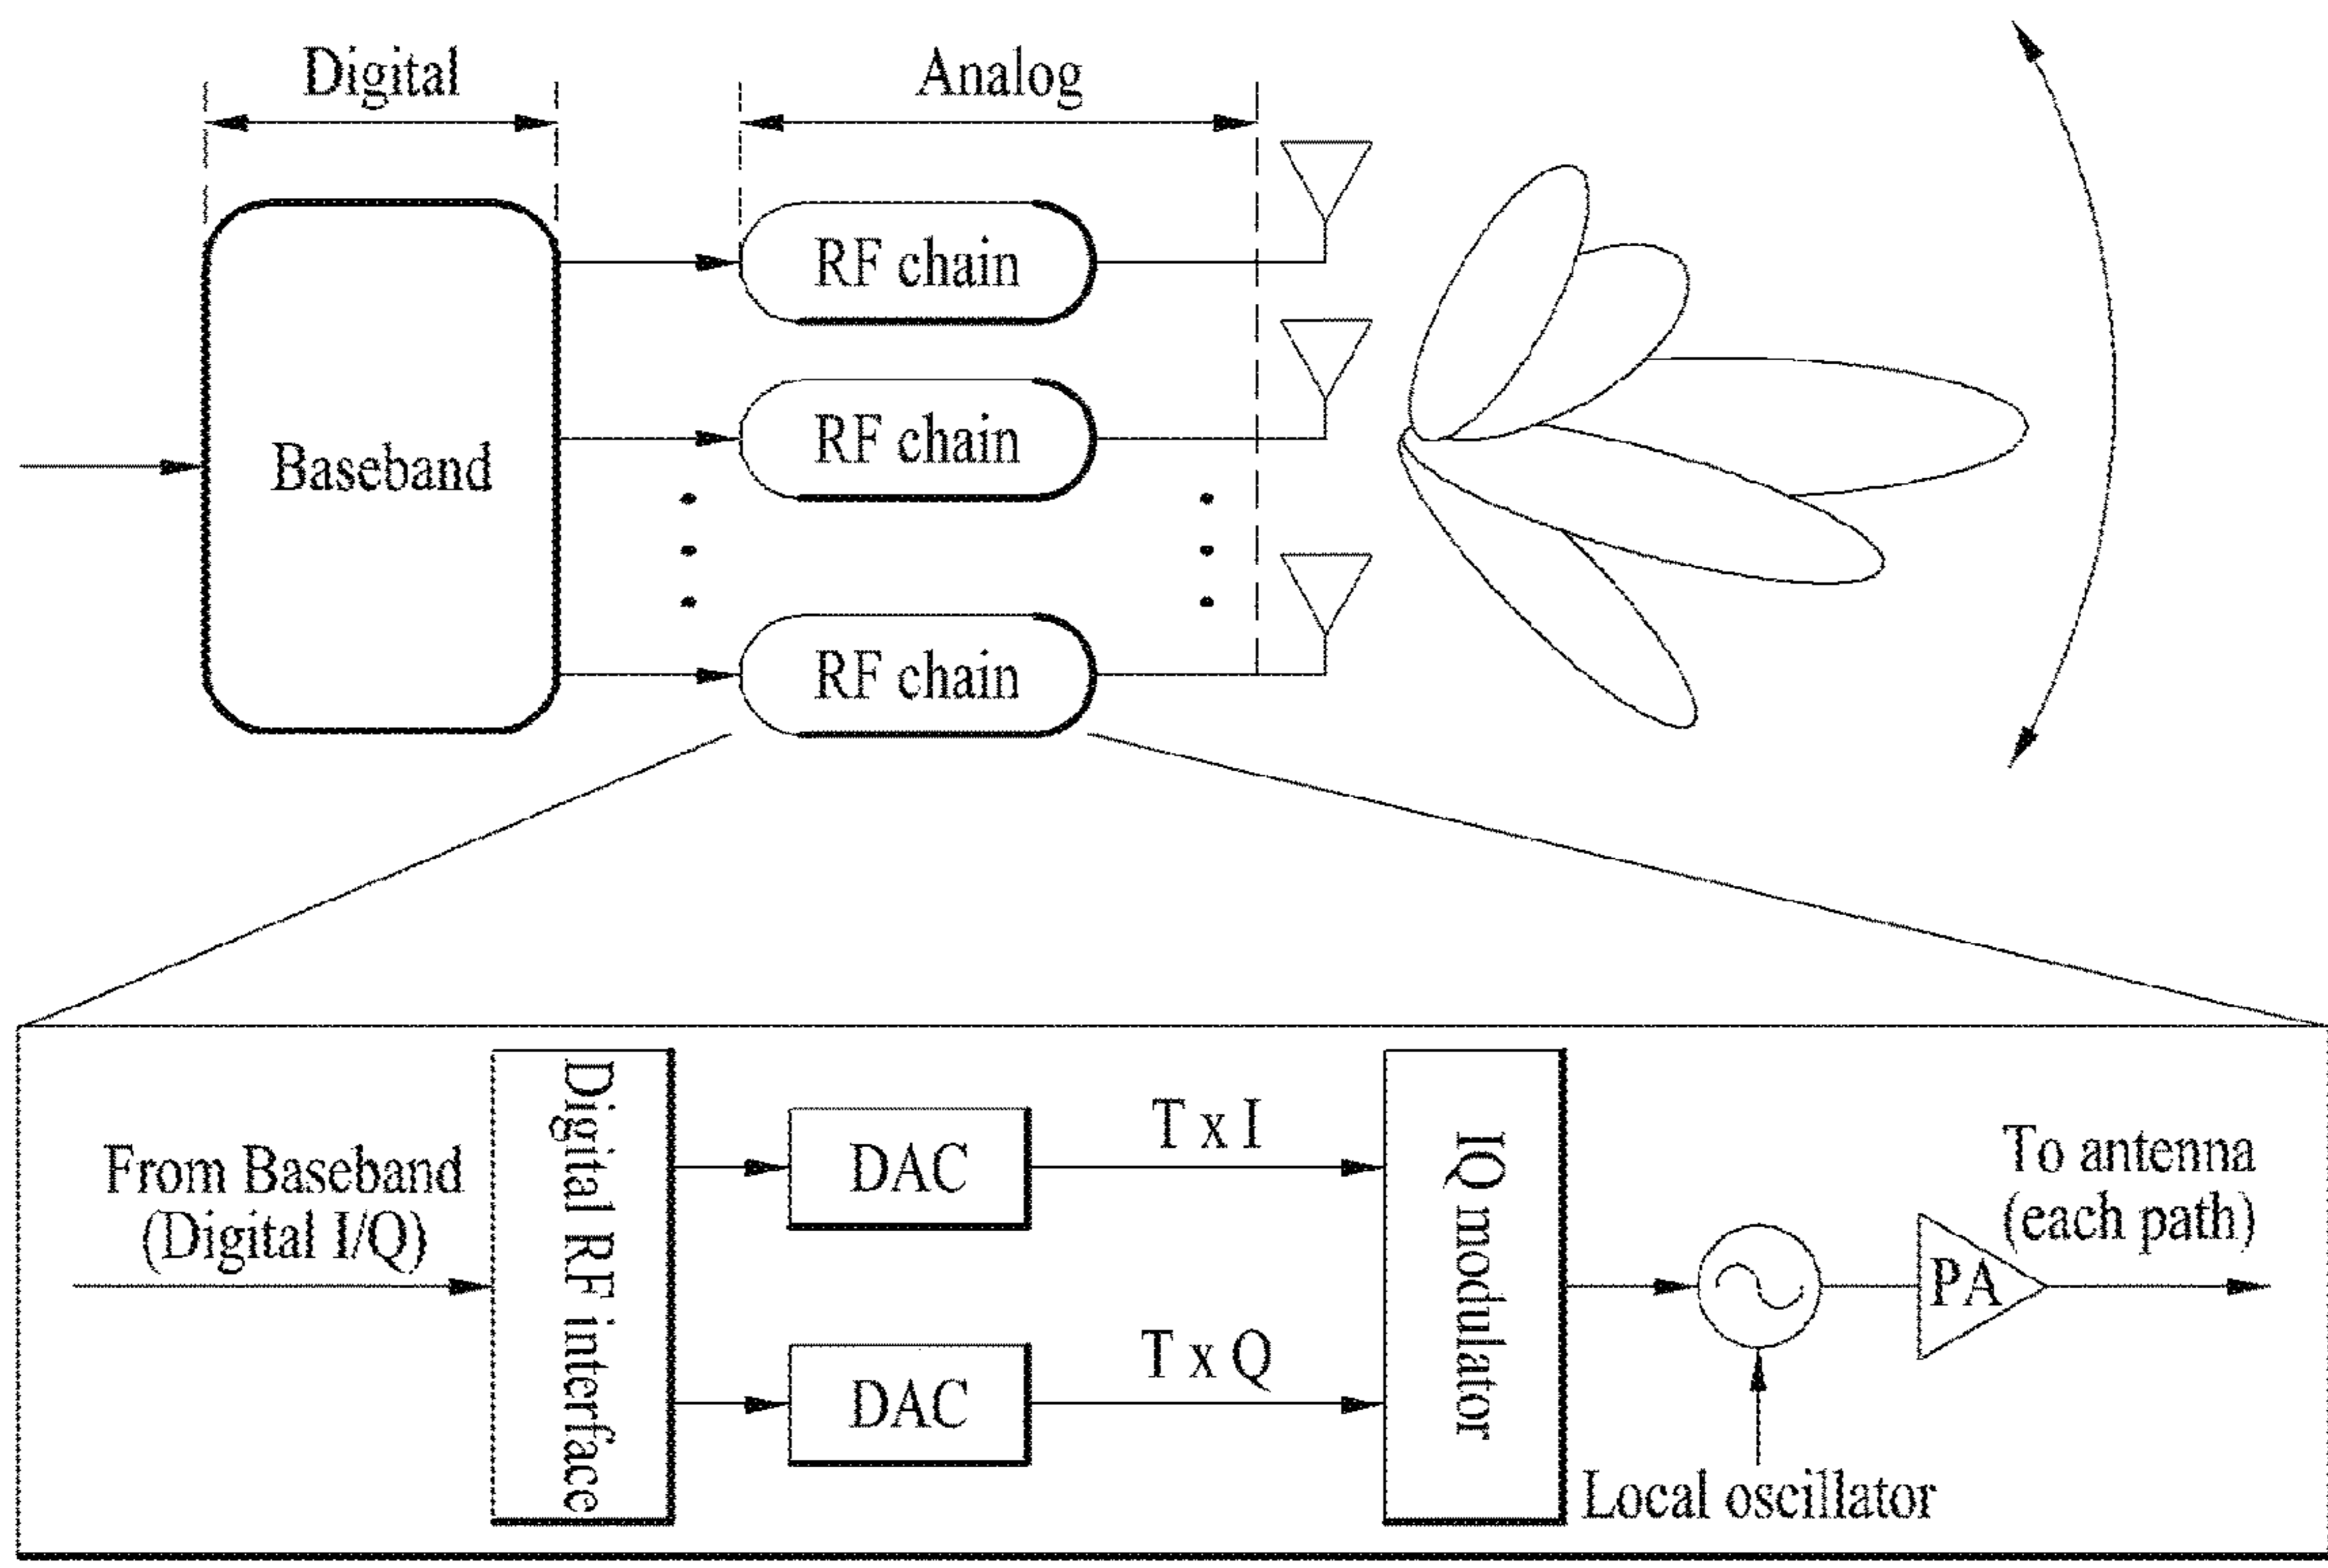 Digital
Analog
Baseband
RF chain
RF chain
RF chain
From Baseband
(Digital I/Q)
Digital RF interface
DAC
DAC
T x I
T x Q
IQ modulator
Local oscillator
PA
To antenna
(each path)